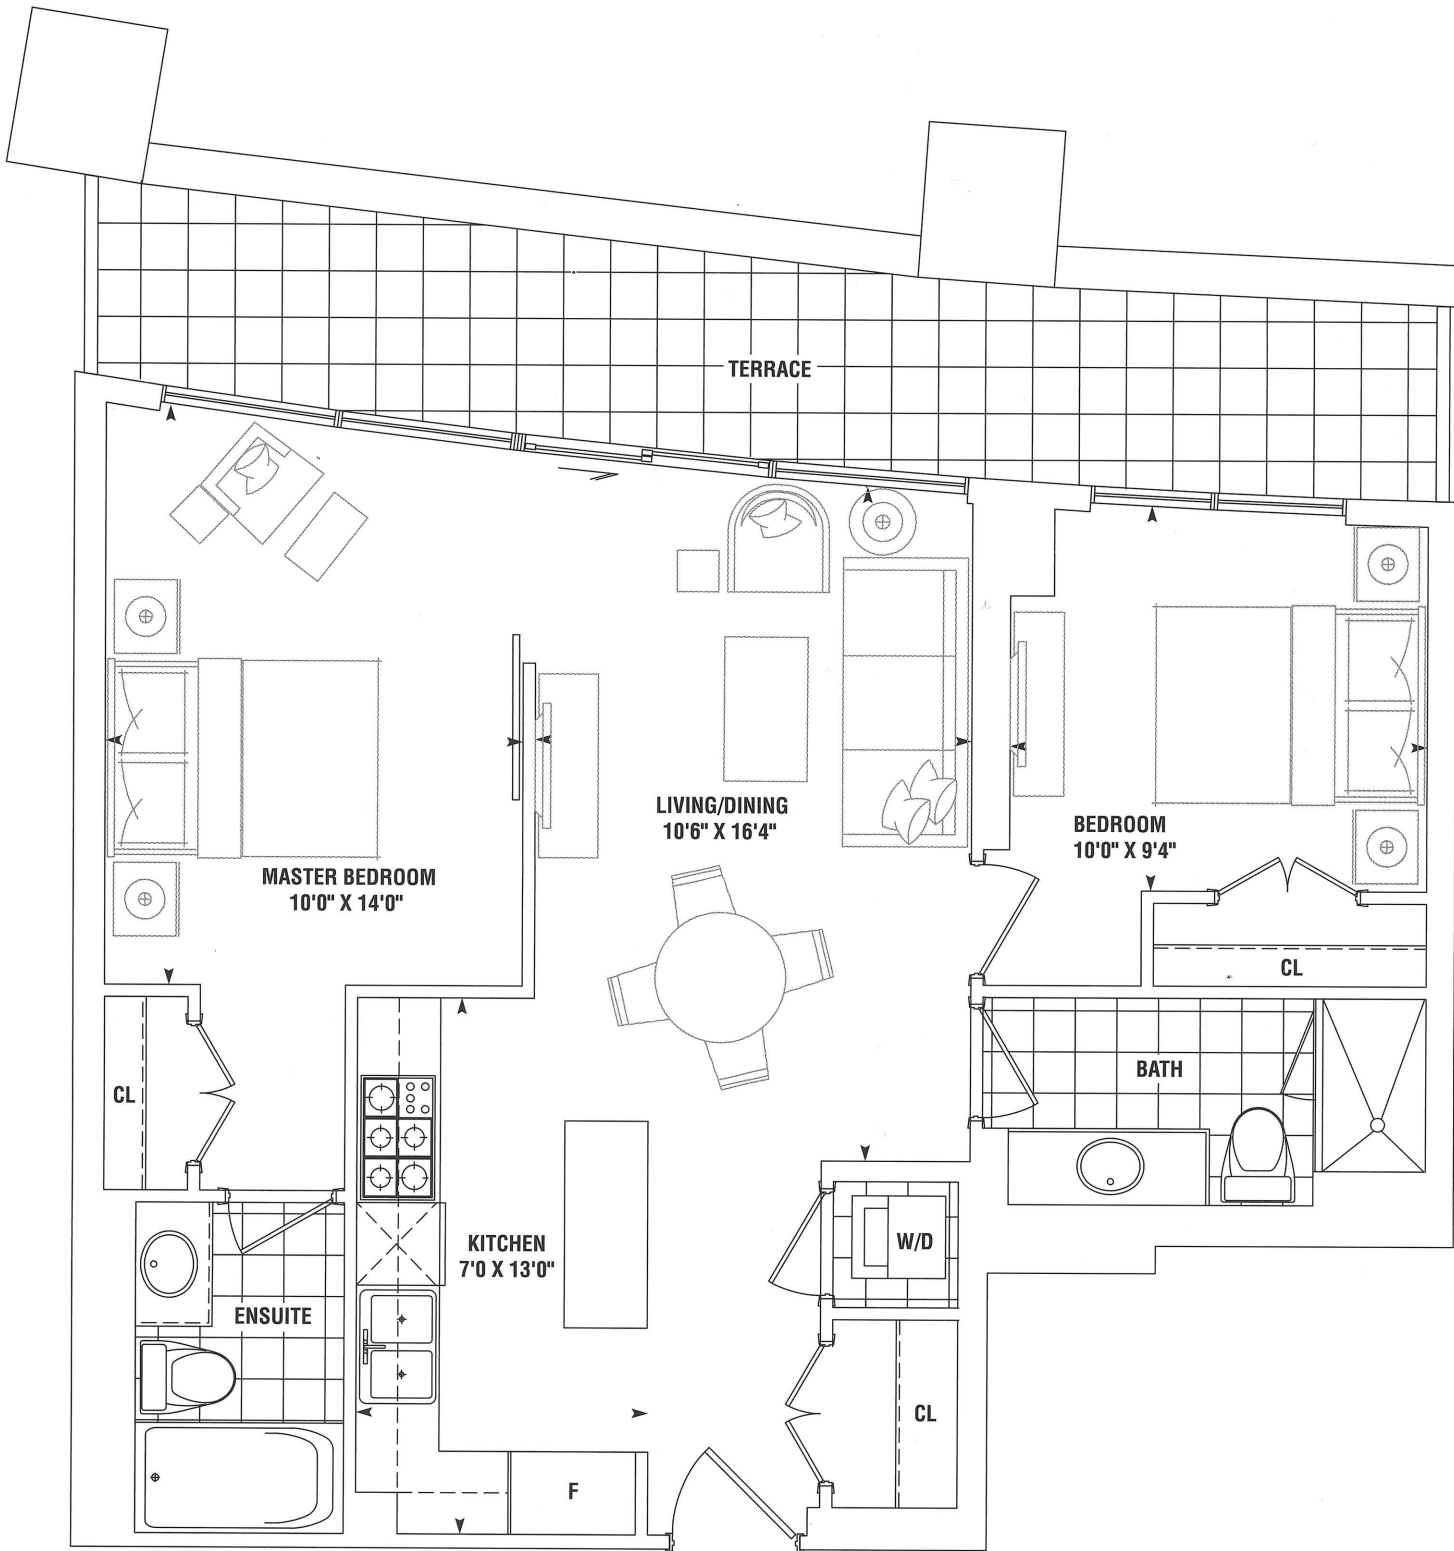 TERRACE
LIVING/DINING
10'6" X 16'4"
BEDROOM
10'0" X 9'4"
MASTER BEDROOM
10'0" X 14'0"
CL
BATH
CL
KITCHEN
7'0 X 13'0"
W/D
ENSUITE
CL
F